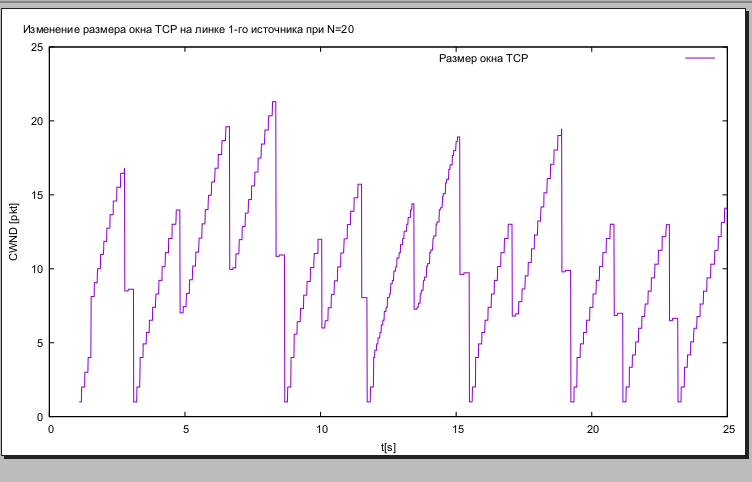 Изменение размера окна TCP на линке 1-го источника при N=20
Размер окна TCP
25
20
15
10
5
0
CWND [pkt]
0 5 10 15 20 25
t[s]